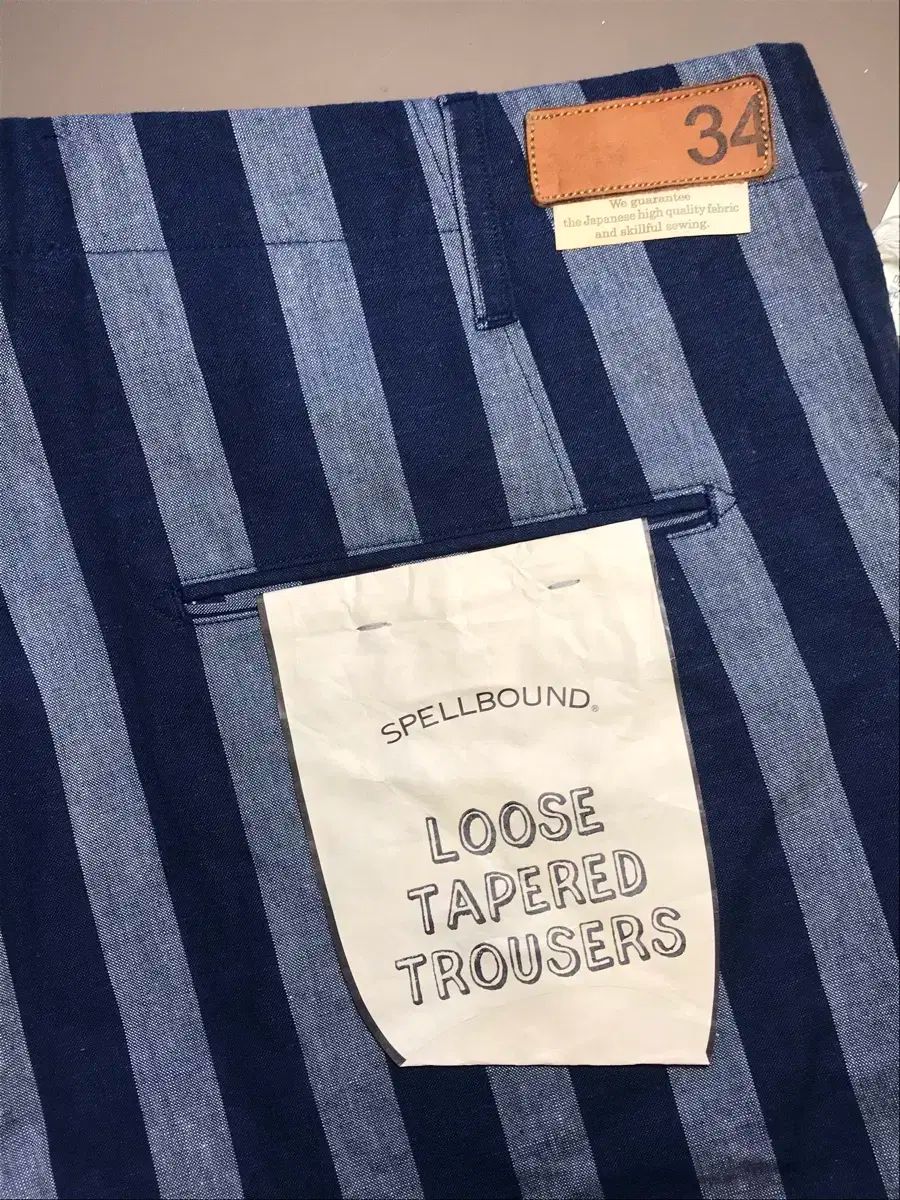 34
We guarantee
the Japanese high quality fabric
and skillful sewing.
SPELLBOUND®
LOOSE
TAPERED
TROUSERS